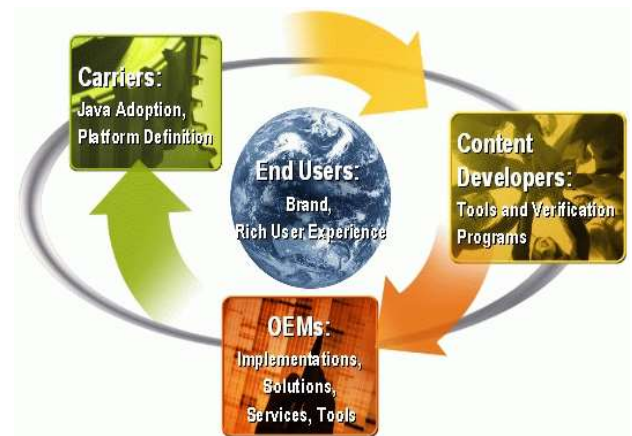 Carriers:
Java Adoption,
Platform Definition
End Users:
Brand,
Rich User Experience
Content
Developers:
Tools and Verification
Programs
OEMs:
Implementations,
Solutions,
Services, Tools